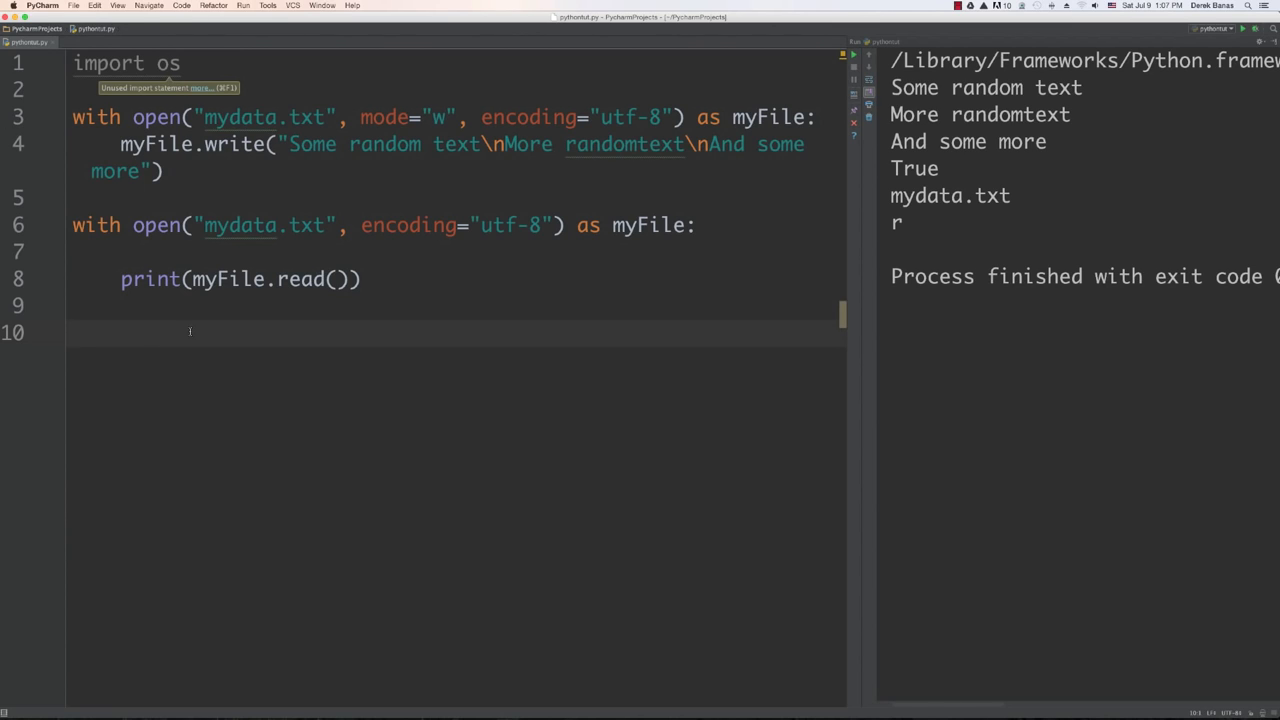 PyCharm File Edit View Navigate Code Refactor Run Tools VCS Window Help 10 Sat Jul 9 1:07 PM Derek Banas
pythontut.py - PycharmProjects - [~/PycharmProjects]
PycharmProjects pythontut.py pythontut
pythontut.py Run pythontut
1 import os
Unused import statement more... (⌘F1)
2
3 with open("mydata.txt", mode="w", encoding="utf-8") as myFile:
4 myFile.write("Some random text\nMore randomtext\nAnd some
more")
5
6 with open("mydata.txt", encoding="utf-8") as myFile:
7
8 print(myFile.read())
9
10
/Library/Frameworks/Python.framew
Some random text
More randomtext
And some more
True
mydata.txt
r
Process finished with exit code 0
10:1 LF÷ UTF-8÷